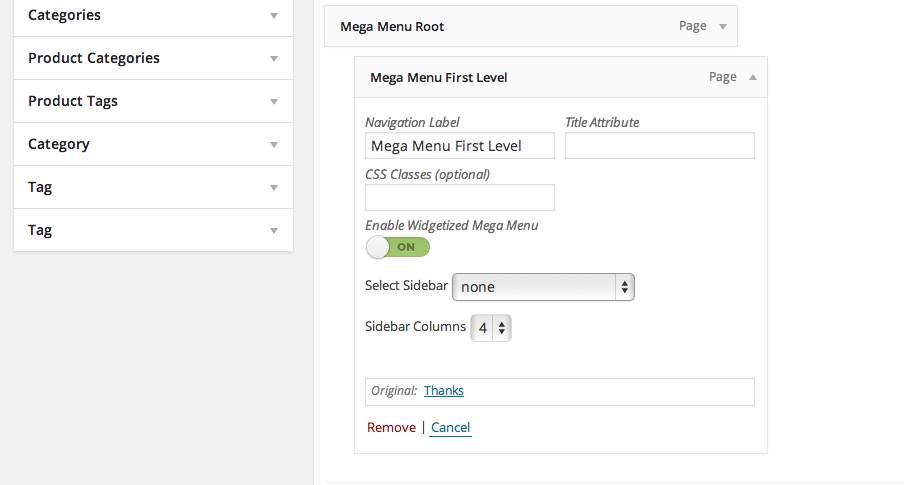 Categories
Product Categories
Product Tags
Category
Tag
Tag
Mega Menu Root Page
Mega Menu First Level Page
Navigation Label Title Attribute
Mega Menu First Level
CSS Classes (optional)
Enable Widgetized Mega Menu
ON
Select Sidebar none
Sidebar Columns 4
Original: Thanks
Remove | Cancel